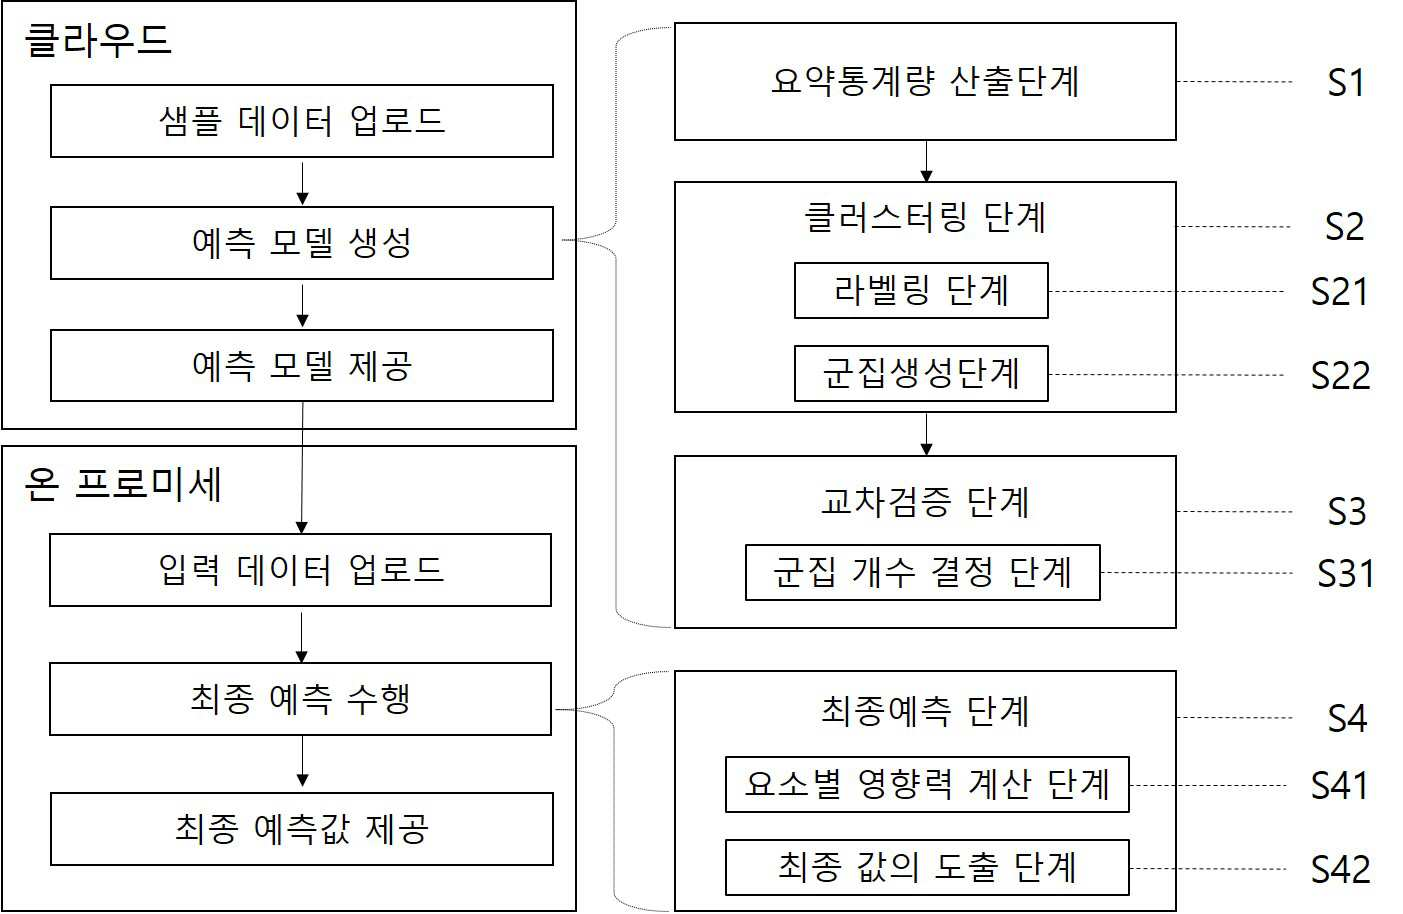 클라우드
샘플 데이터 업로드
예측 모델 생성
예측 모델 제공
온 프로미세
입력 데이터 업로드
최종 예측 수행
최종 예측값 제공
요약통계량 산출단계
S1
클러스터링 단계
S2
라벨링 단계
S21
군집생성단계
S22
교차검증 단계
S3
군집 개수 결정 단계
S31
최종예측 단계
S4
요소별 영향력 계산 단계
S41
최종 값의 도출 단계
S42